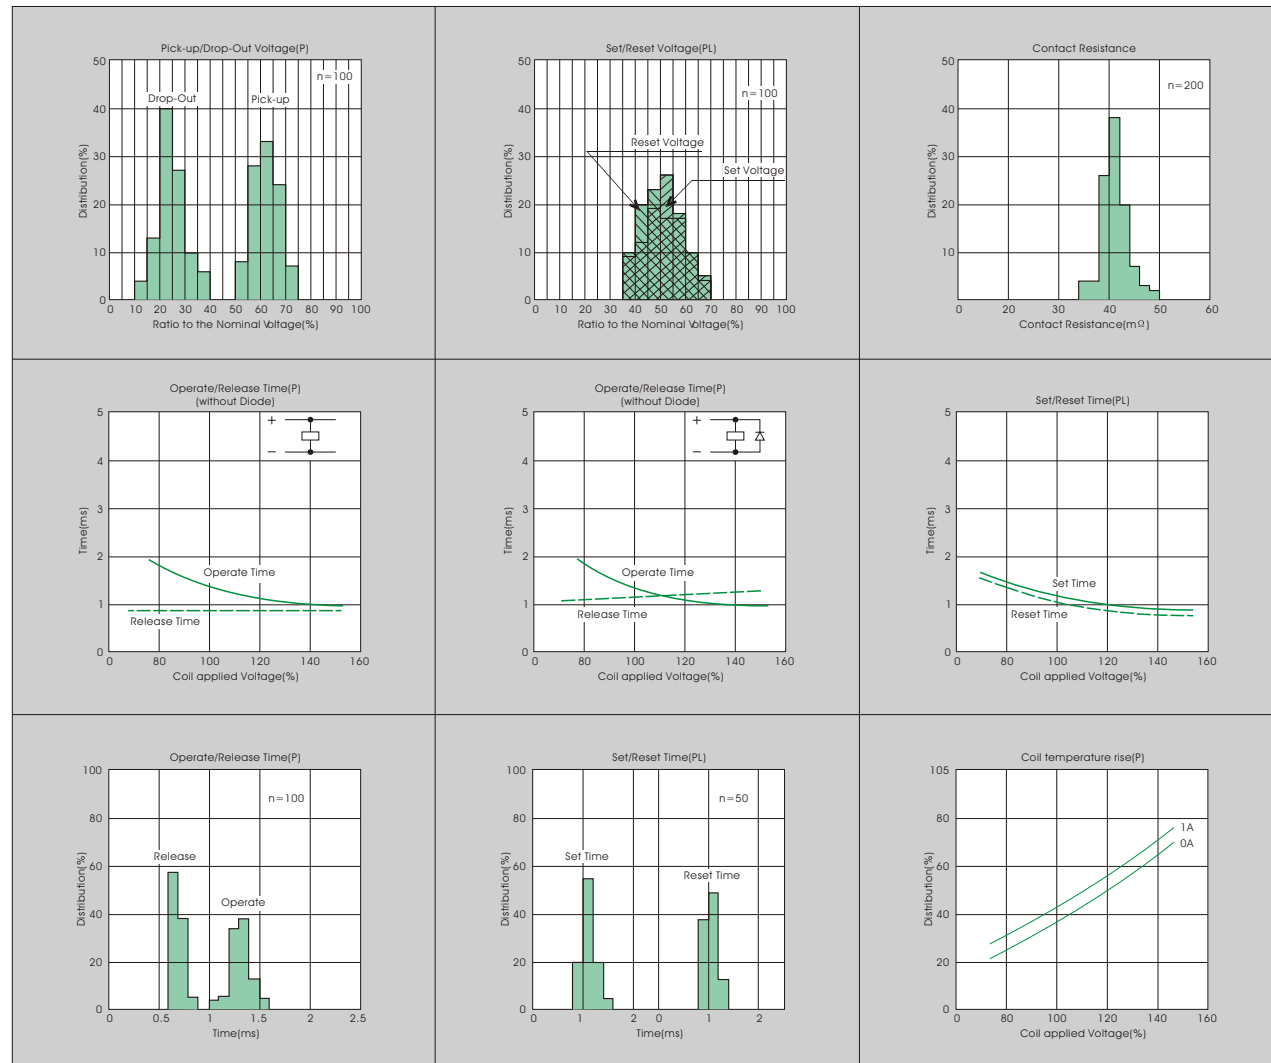 Pick-up/Drop-Out Voltage(P)
50
40
30
20
10
0
Distribution(%)
n=100
Drop-Out
Pick-up
0 10 20 30 40 50 60 70 80 90 100
Ratio to the Nominal Voltage(%)
Set/Reset Voltage(PL)
50
40
30
20
10
0
Distribution(%)
n=100
Reset Voltage
Set Voltage
0 10 20 30 40 50 60 70 80 90 100
Ratio to the Nominal Voltage(%)
Contact Resistance
50
40
30
20
10
Distribution(%)
n=200
0 20 30 40 50 60
Contact Resistance(mΩ)
Operate/Release Time(P)
(without Diode)
5
4
3
2
1
0
Time(ms)
+
−
Operate Time
Release Time
0 80 100 120 140 160
Coil applied Voltage(%)
Operate/Release Time(P)
(without Diode)
5
4
3
2
1
0
Time(ms)
+
−
Operate Time
Release Time
0 80 100 120 140 160
Coil applied Voltage(%)
Set/Reset Time(PL)
5
4
3
2
1
0
Time(ms)
Set Time
Reset Time
0 80 100 120 140 160
Coil applied Voltage(%)
Operate/Release Time(P)
100
80
60
40
20
0
Distribution(%)
n=100
Release
Operate
0 0.5 1 1.5 2 2.5
Time(ms)
Set/Reset Time(PL)
100
80
60
40
20
0
Distribution(%)
n=50
Set Time
Reset Time
0 1 2 0 1 2
Time(ms)
Coil temperature rise(P)
105
80
60
40
20
0
Distribution(%)
1A
0A
60 80 100 120 140 160
Coil applied Voltage(%)